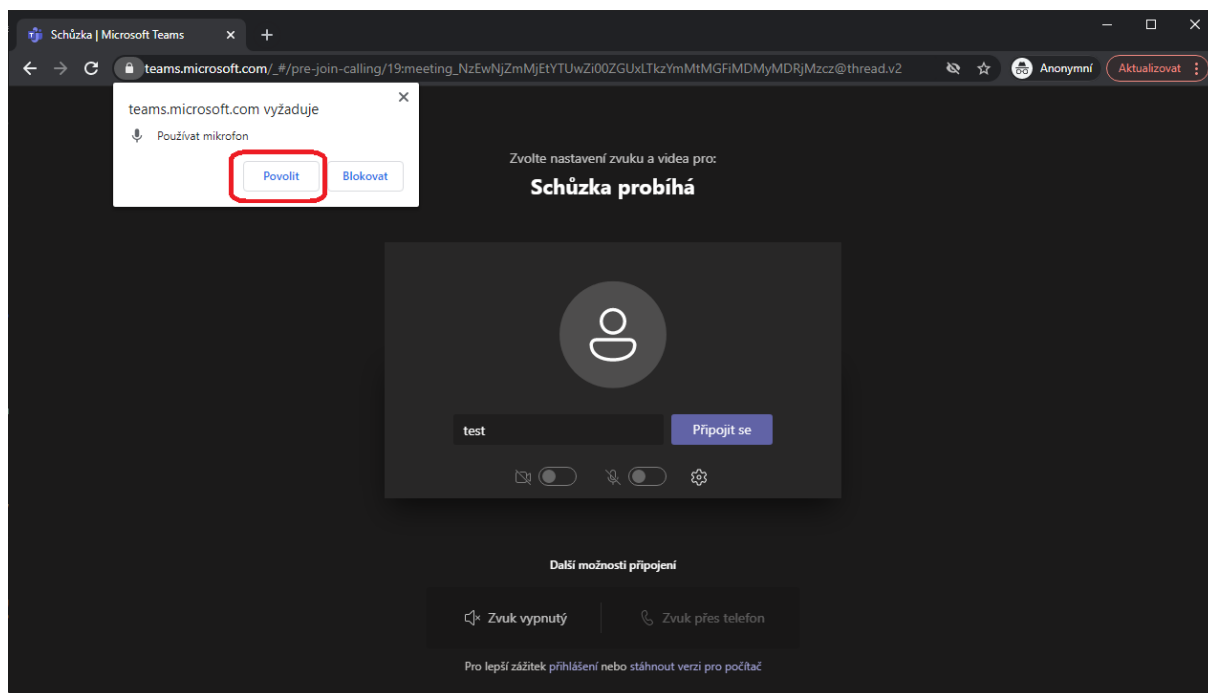 Schůzka | Microsoft Teams
teams.microsoft.com/_#/pre-join-calling/19:meeting_NzEwNjZmMjEtYTUwZi00ZGUxLTkzYmMtMGFiMDMyMDRjMzcz@thread.v2
Anonymní
Aktualizovat
teams.microsoft.com vyžaduje
Používat mikrofon
Povolit
Blokovat
Zvolte nastavení zvuku a videa pro:
Schůzka probíhá
test
Připojit se
Další možnosti připojení
Zvuk vypnutý
Zvuk přes telefon
Pro lepší zážitek přihlášení nebo stáhnout verzi pro počítač